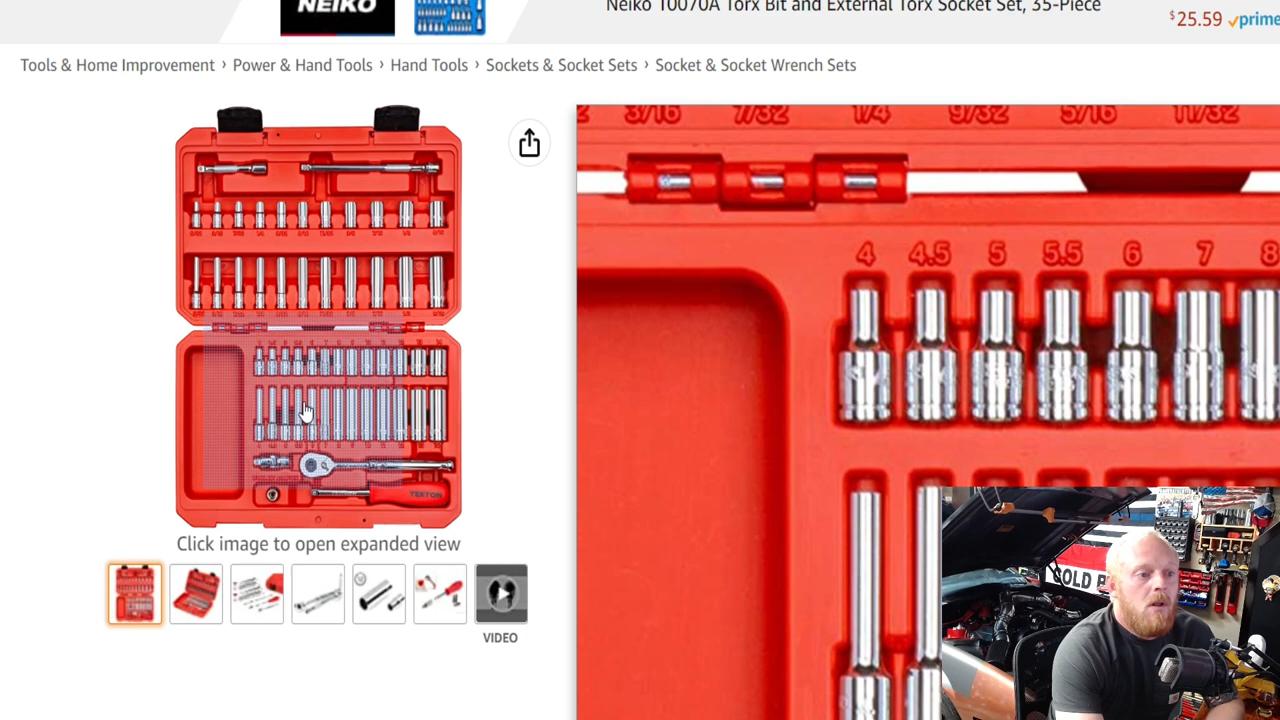 NEIKO
Neiko 10070A Torx Bit and External Torx Socket Set, 35-Piece
$25.59 prime
Tools & Home Improvement › Power & Hand Tools › Hand Tools › Sockets & Socket Sets › Socket & Socket Wrench Sets
3/16 7/32 1/4 9/32 5/16 11/32
4 4.5 5 5.5 6 7 8
TEKTON
Click image to open expanded view
VIDEO
COLD